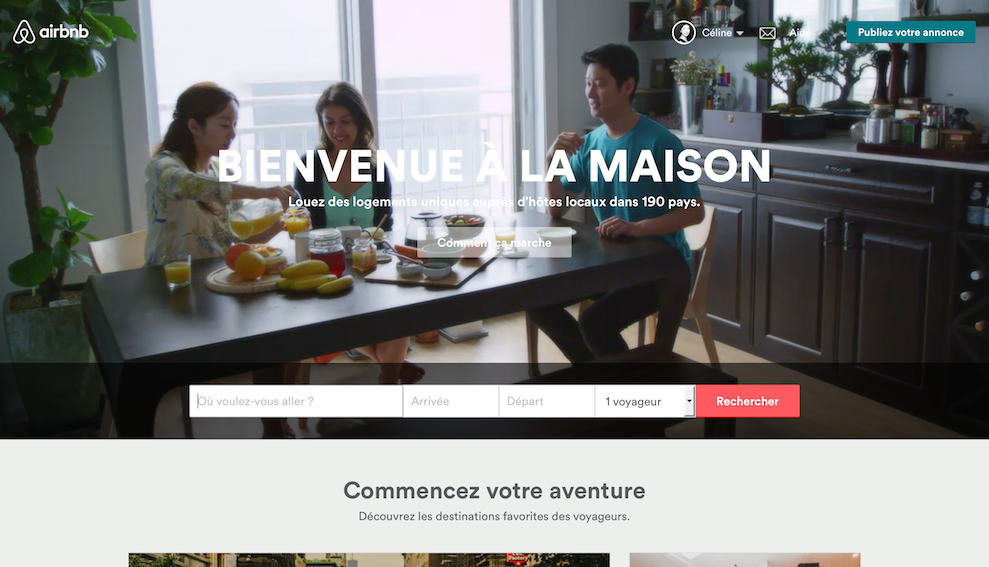 airbnb
Céline
Aide
Publiez votre annonce
BIENVENUE À LA MAISON
Louez des logements uniques auprès d'hôtes locaux dans 190 pays.
Comment ça marche
Où voulez-vous aller ?
Arrivée
Départ
1 voyageur
Rechercher
Commencez votre aventure
Découvrez les destinations favorites des voyageurs.